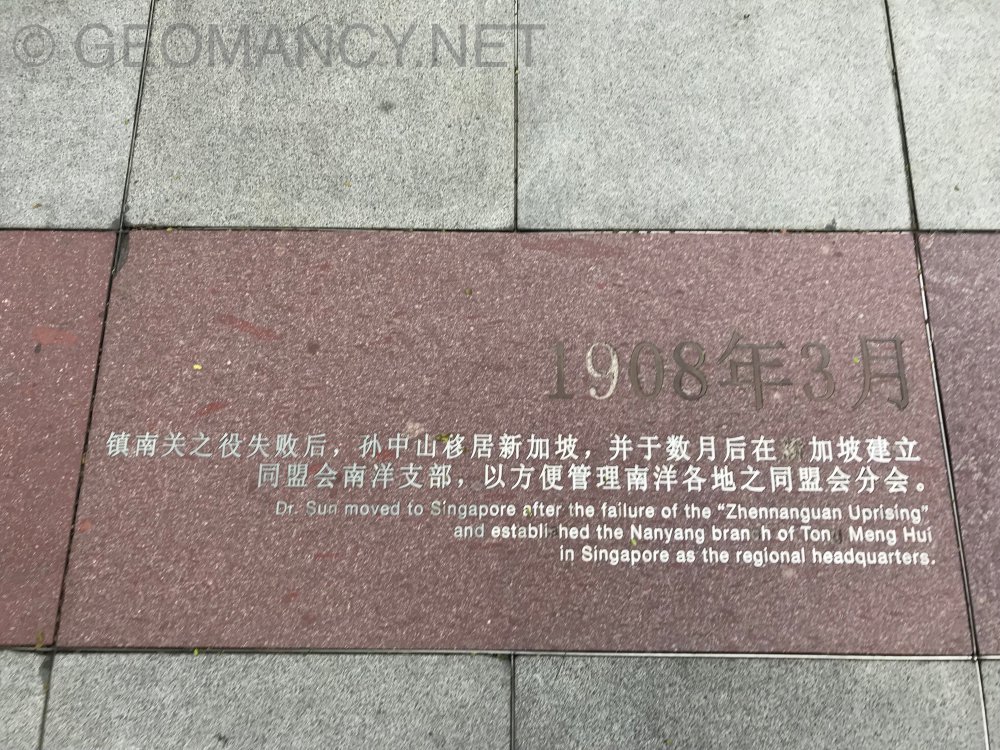 © GEOMANCY.NET
1908年3月
镇南关之役失败后，孙中山移居新加坡，并于数月后在新加坡建立
同盟会南洋支部，以方便管理南洋各地之同盟会分会。
Dr. Sun moved to Singapore after the failure of the “Zhennanguan Uprising”
and established the Nanyang branch of Tong Meng Hui
in Singapore as the regional headquarters.